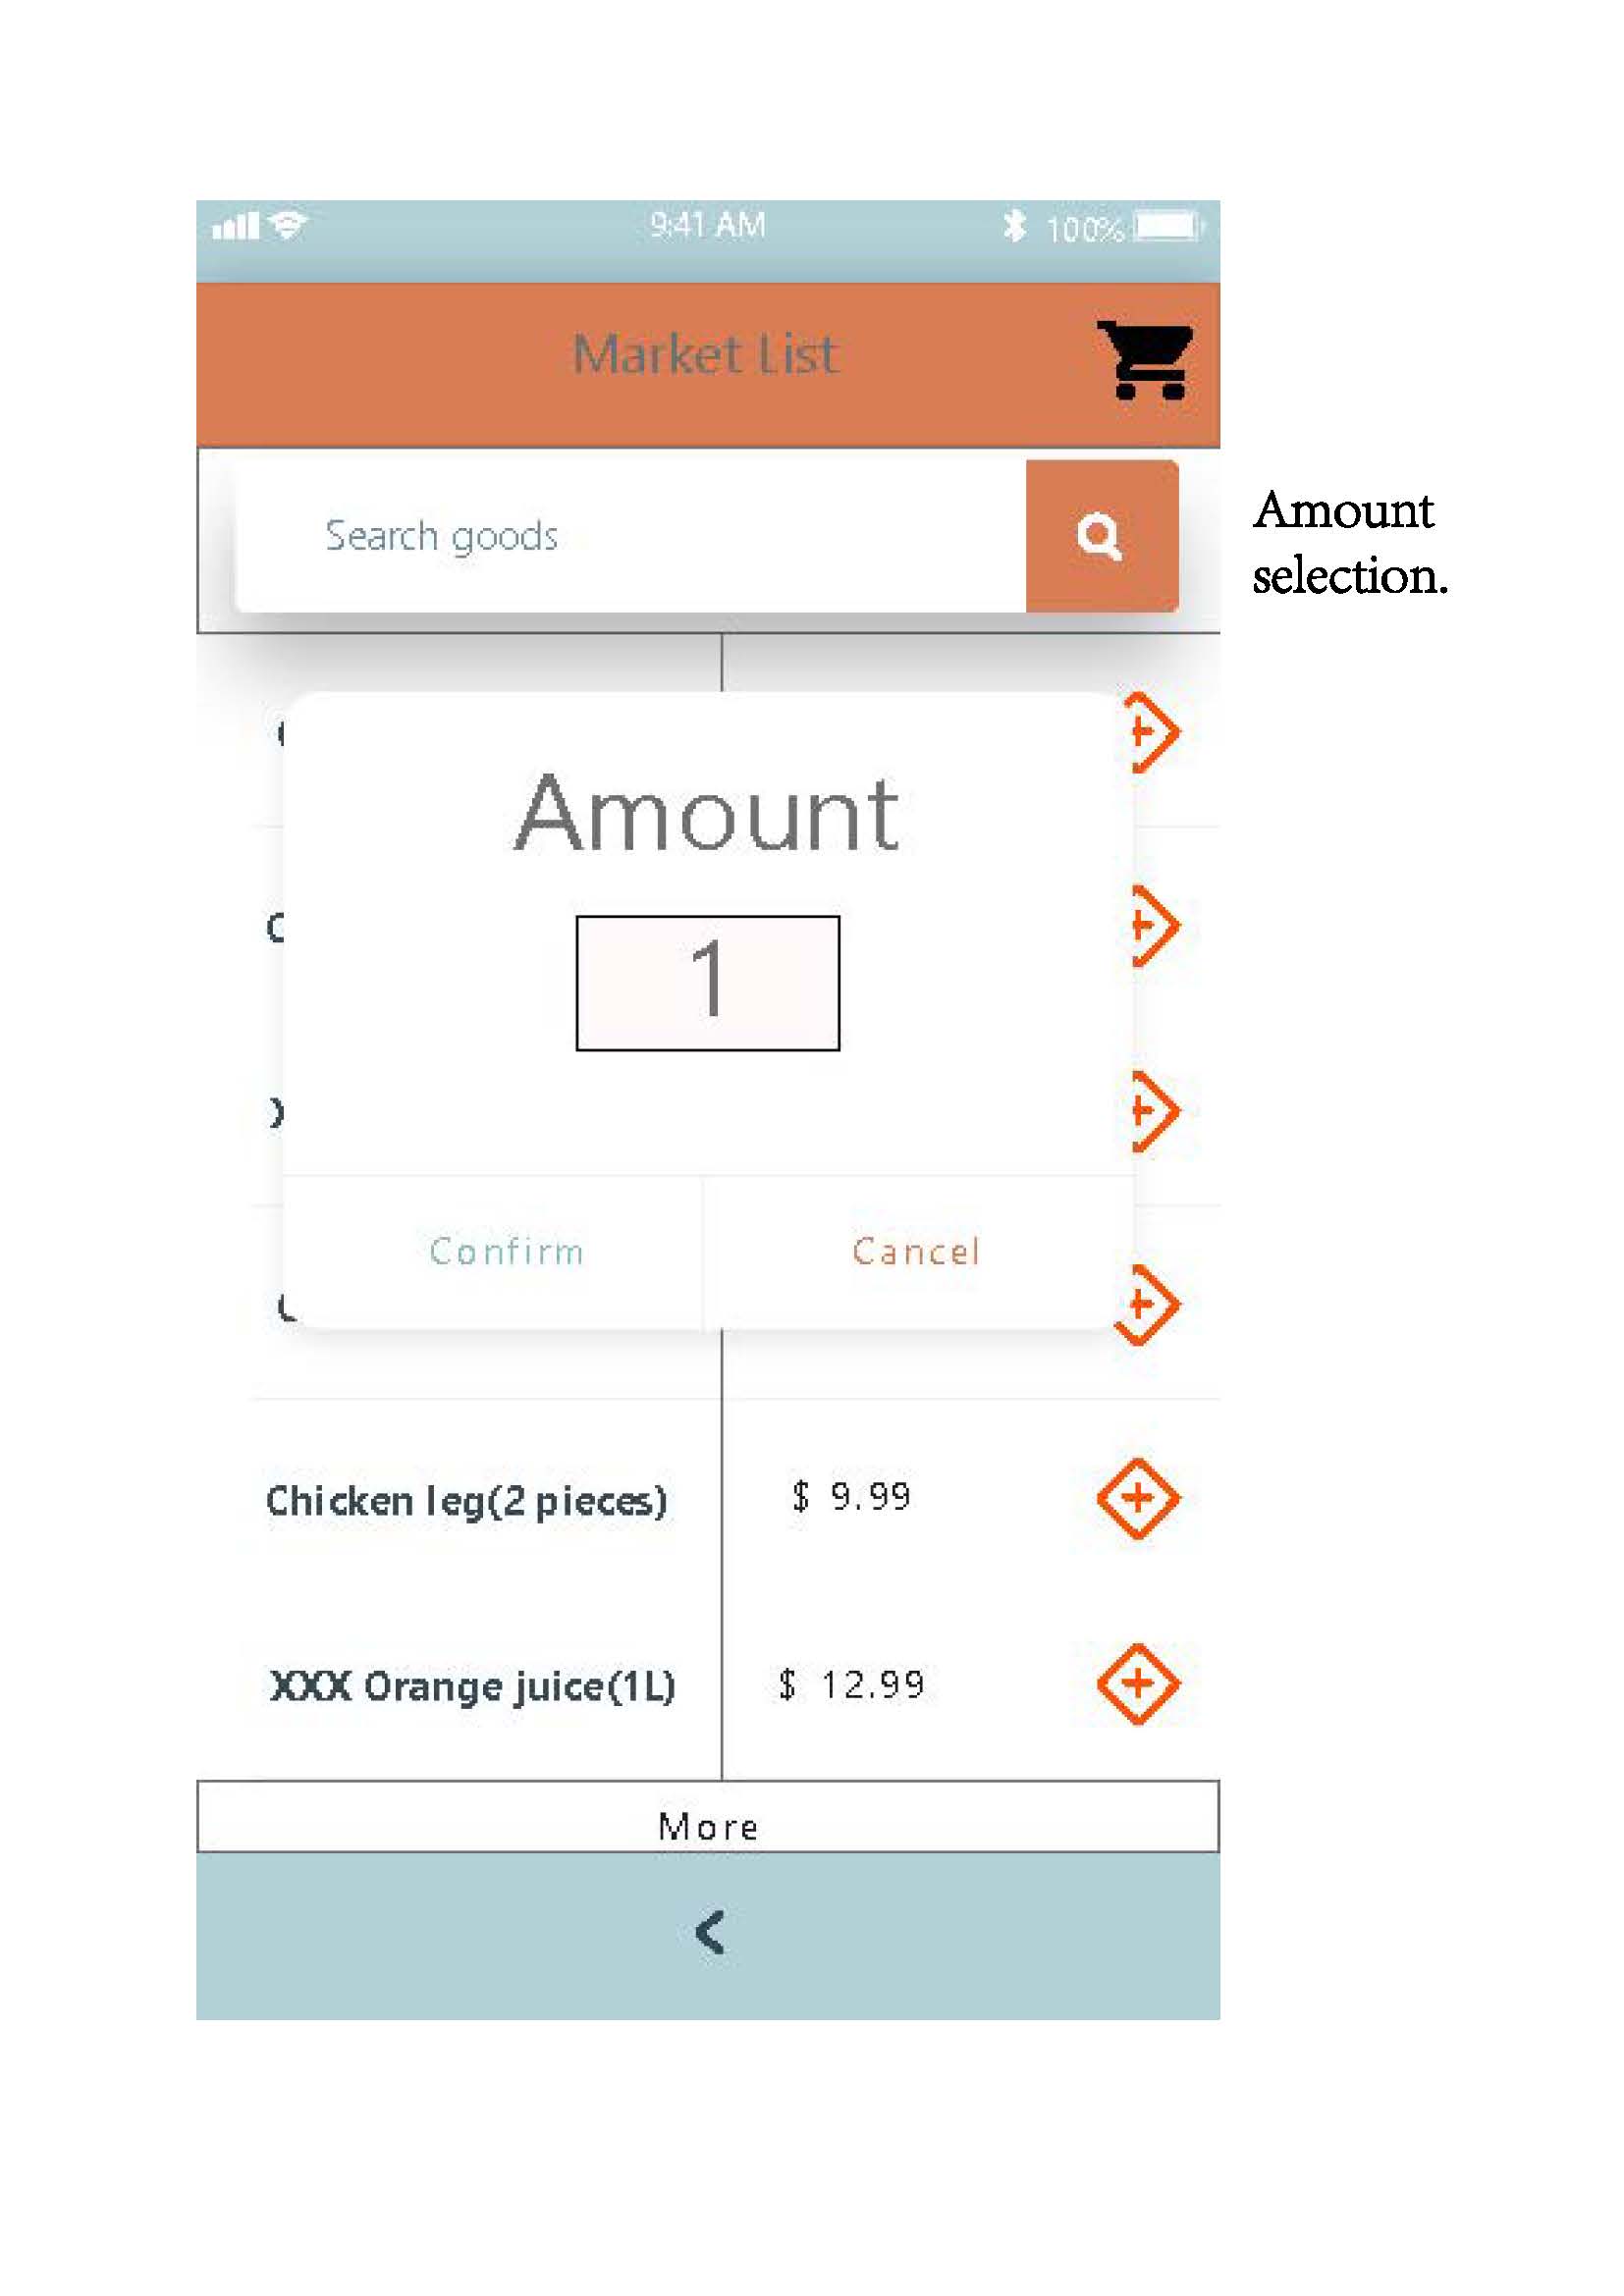 9:41 AM
100%
Market List
Search goods
Amount
selection.
Amount
1
Confirm
Cancel
Chicken leg(2 pieces)
$ 9.99
XXX Orange juice(1L)
$ 12.99
More